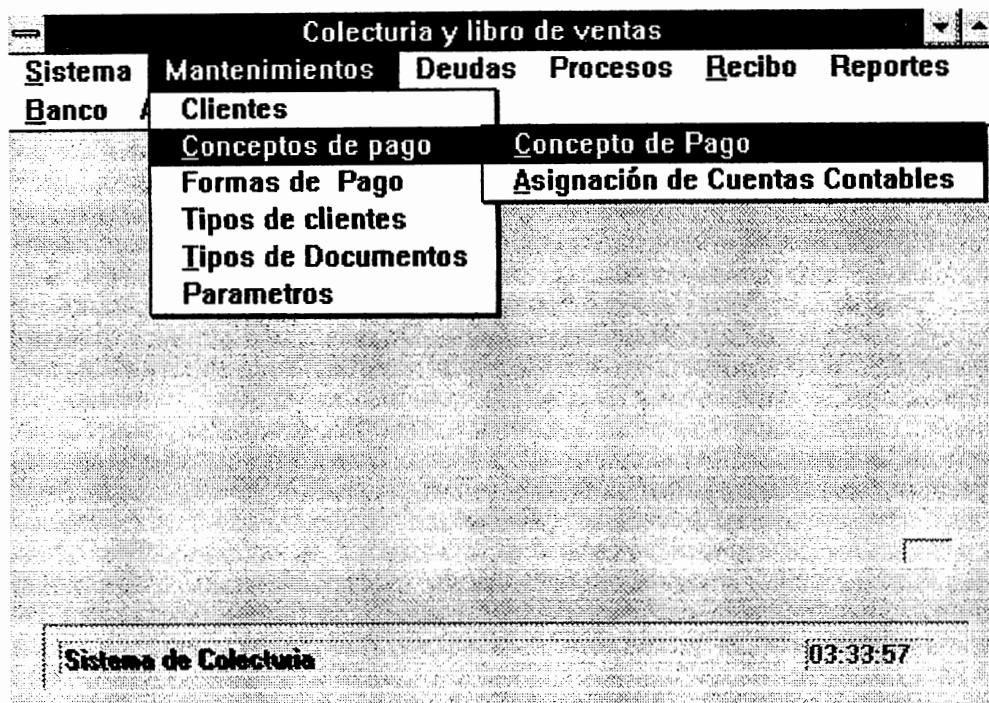 Colecturia y libro de ventas
Sistema Mantenimientos Deudas Procesos Recibo Reportes
Banco
Clientes
Conceptos de pago
Formas de Pago
Tipos de clientes
Tipos de Documentos
Parametros
Concepto de Pago
Asignación de Cuentas Contables
Sistema de Colecturia 03:33:57